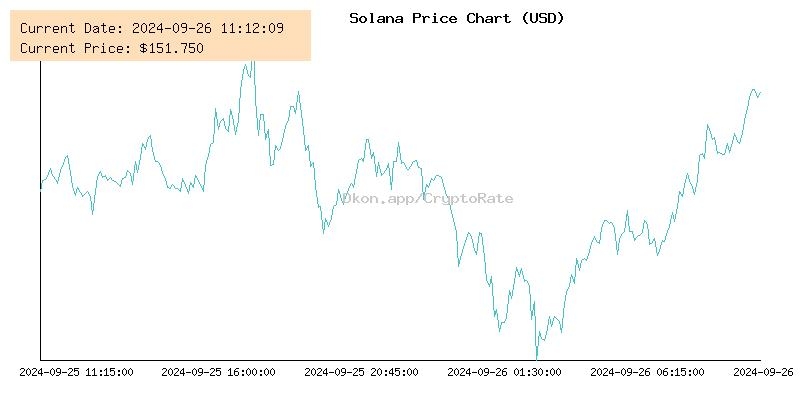 Solana Price Chart (USD)
Current Date: 2024-09-26 11:12:09
Current Price: $151.750
0kon.app/CryptoRate
2024-09-25 11:15:00 2024-09-25 16:00:00 2024-09-25 20:45:00 2024-09-26 01:30:00 2024-09-26 06:15:00 2024-09-26